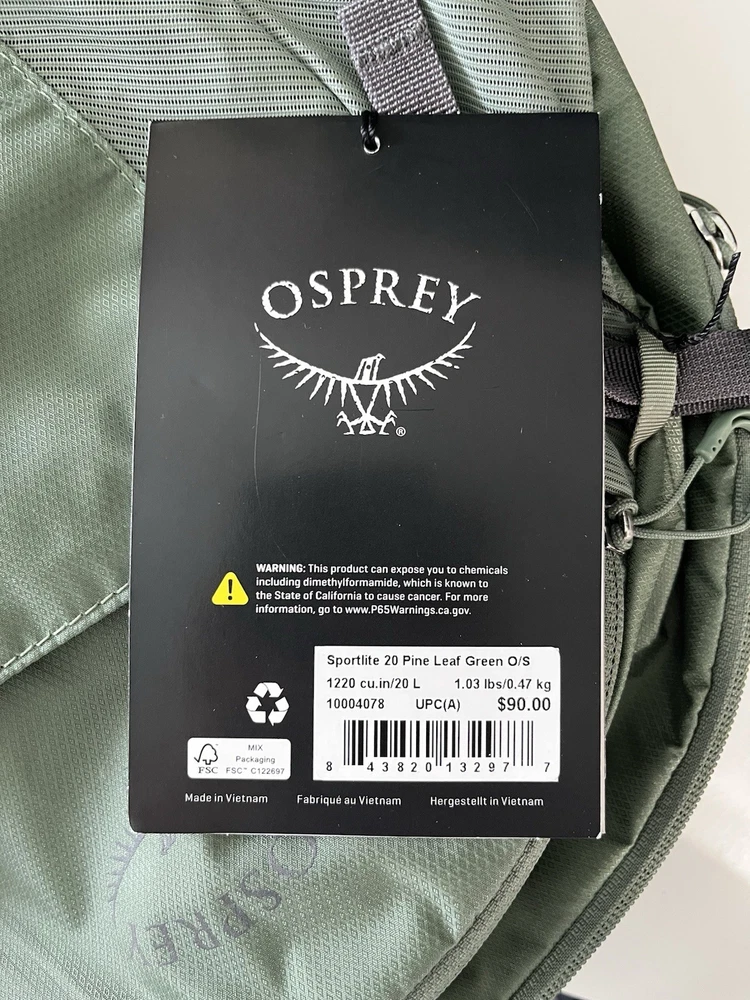 OSPREY
®
WARNING: This product can expose you to chemicals
including dimethylformamide, which is known to
the State of California to cause cancer. For more
information, go to www.P65Warnings.ca.gov.
Sportlite 20 Pine Leaf Green O/S
1220 cu.in/20 L 1.03 lbs/0.47 kg
10004078 UPC(A) $90.00
8 43820 13297 7
MIX
Packaging
FSC FSC™ C122697
Made in Vietnam Fabriqué au Vietnam Hergestellt in Vietnam
OSPREY